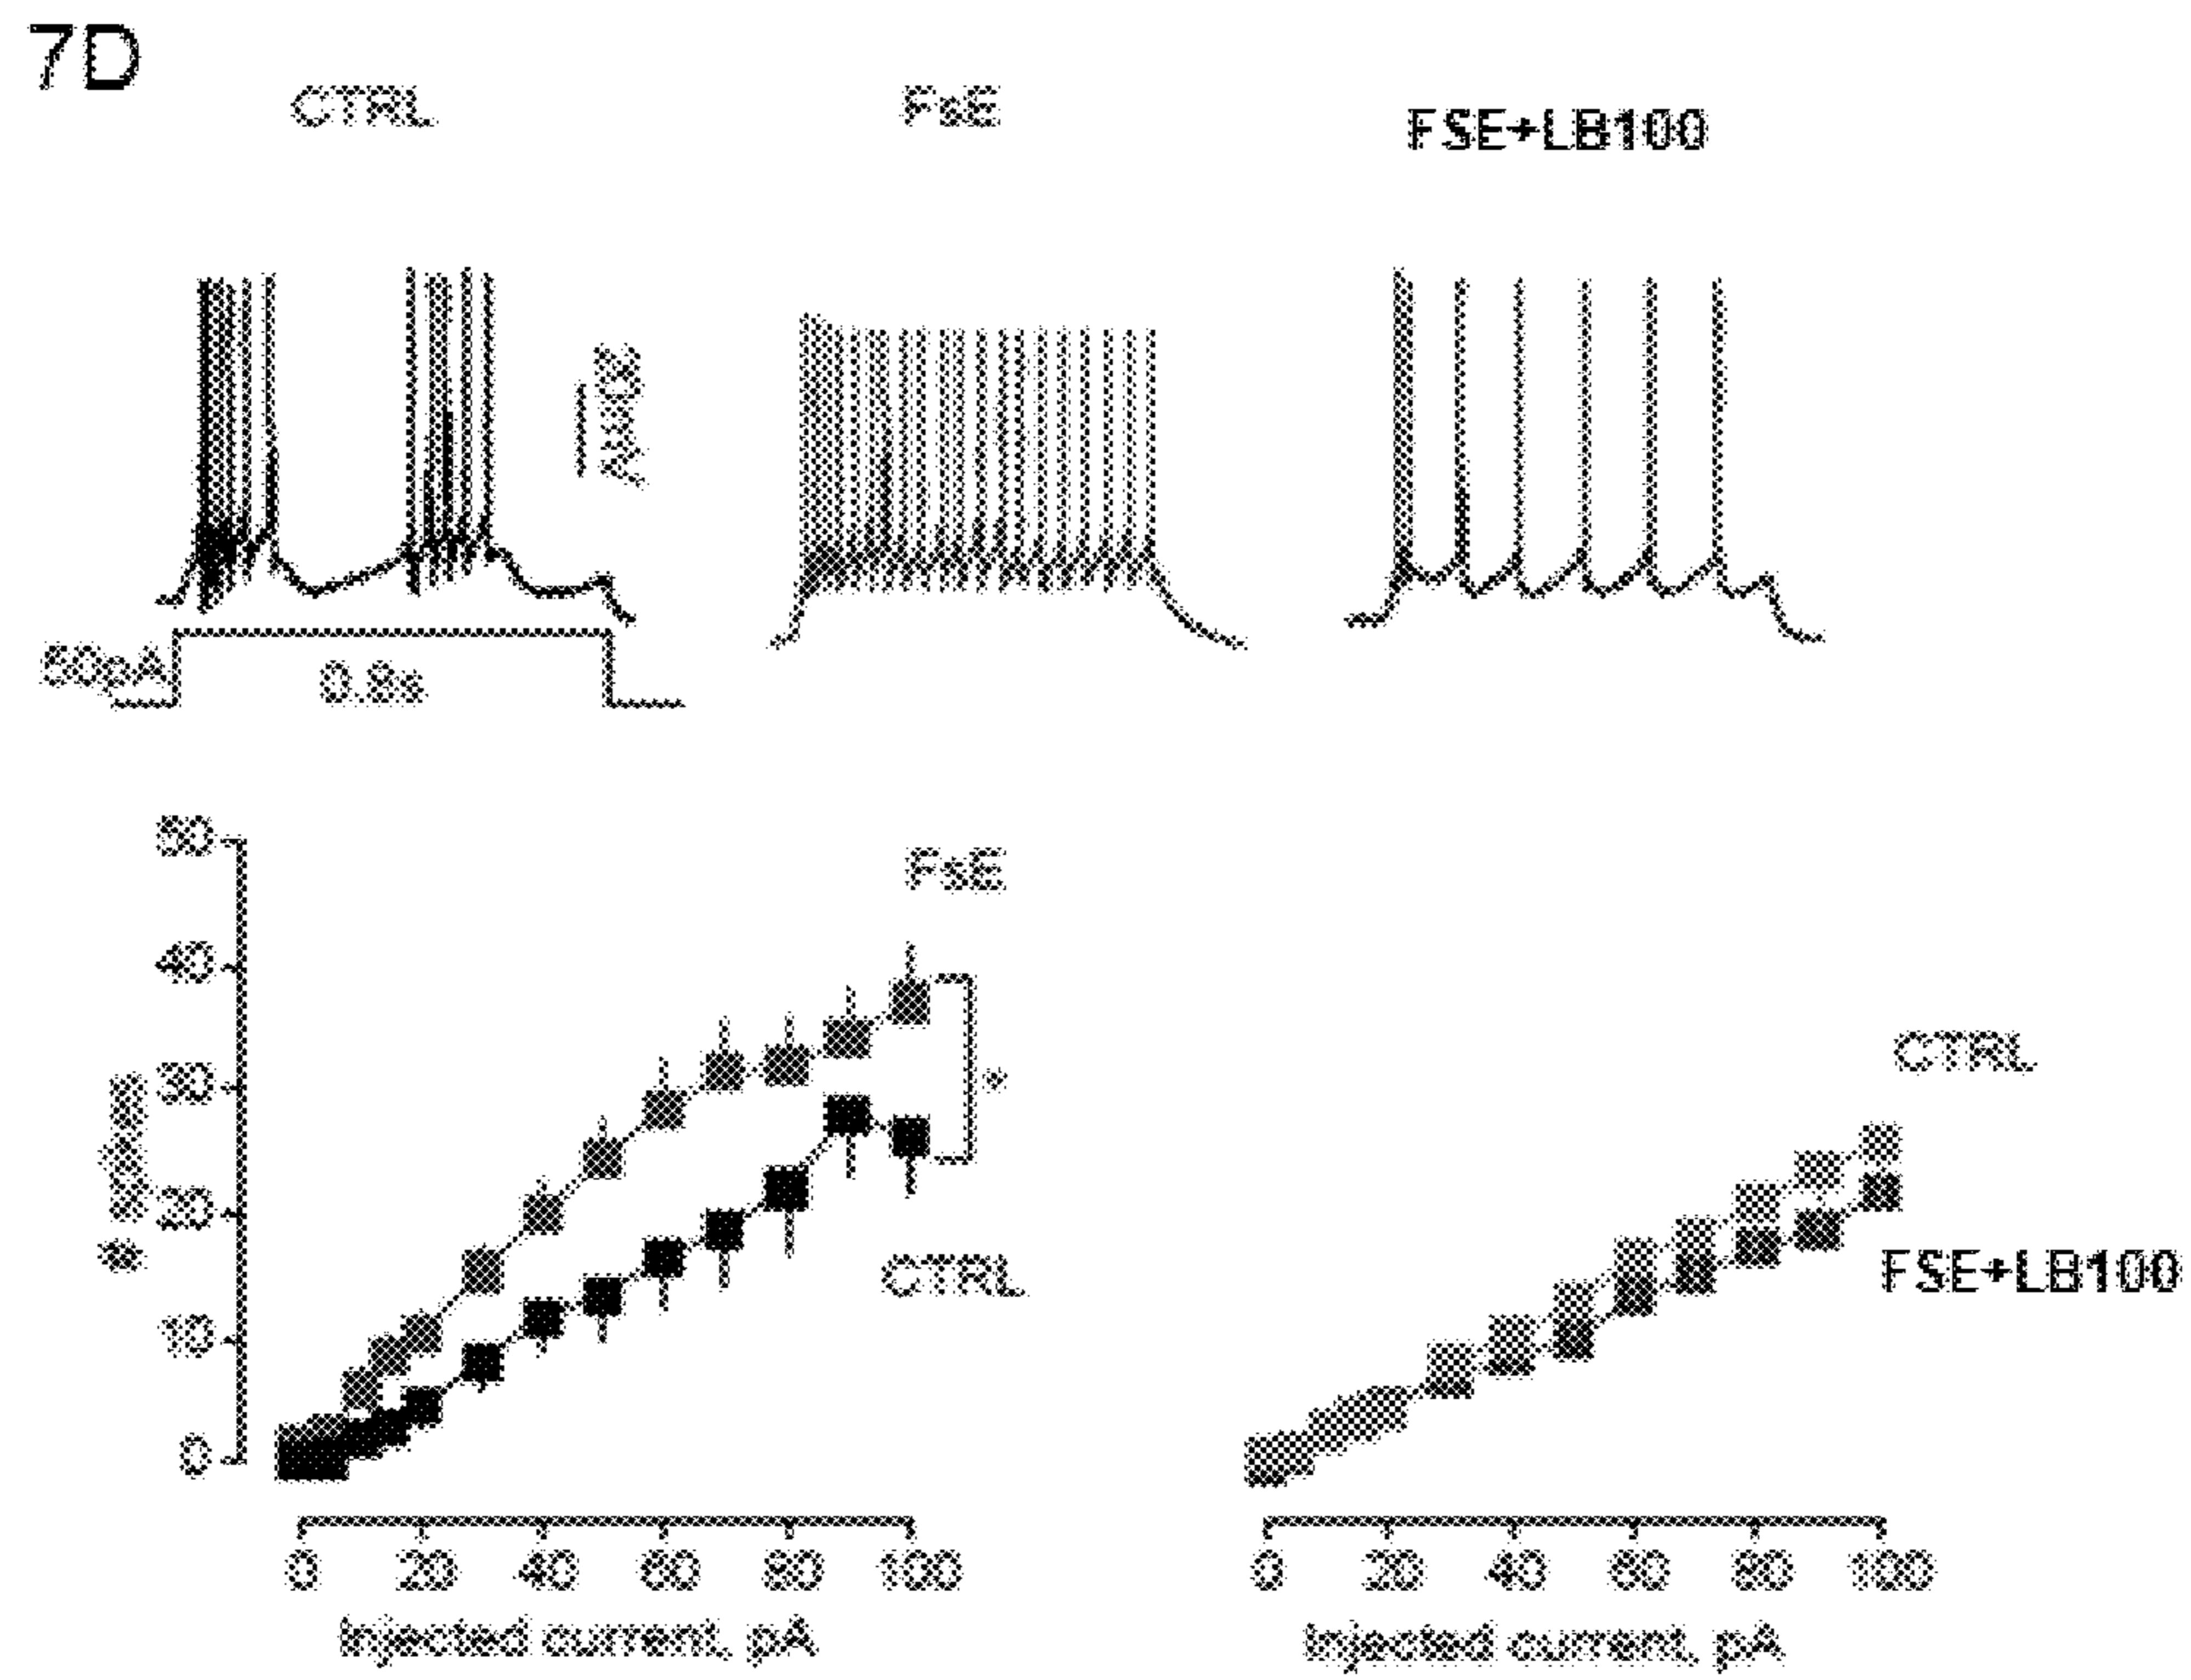 7D
CTRL
FsE
FSE+LB100
50pA
0.8s
FsE
50
40
30
20
10
0
*
CTRL
0 20 40 60 80 100
Injected current, pA
CTRL
FSE+LB100
0 20 40 60 80 100
Injected current, pA